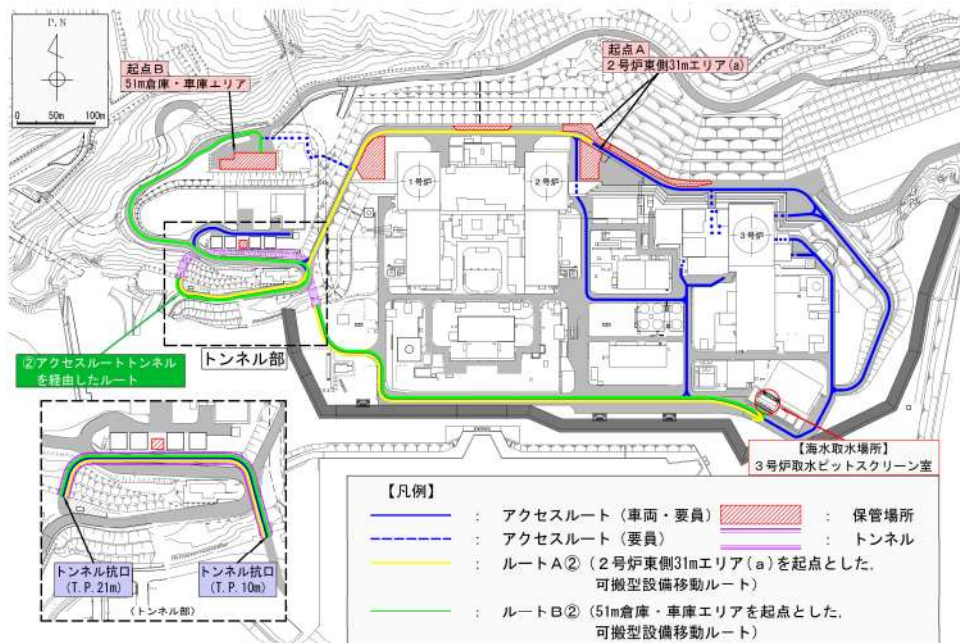 P.N
0 50m 100m
起点B
51m倉庫・車庫エリア
起点A
2号炉東側31mエリア(a)
1号炉
2号炉
3号炉
②アクセスルートトンネル
を経由したルート
トンネル部
【海水取水場所】
3号炉取水ピットスクリーン室
トンネル抗口
(T.P.21m)
トンネル抗口
(T.P.10m)
〈トンネル部〉
【凡例】
: アクセスルート(車両・要員)
: 保管場所
: アクセスルート(要員)
: トンネル
: ルートA②(2号炉東側31mエリア(a)を起点とした,
可搬型設備移動ルート)
: ルートB②(51m倉庫・車庫エリアを起点とした,
可搬型設備移動ルート)